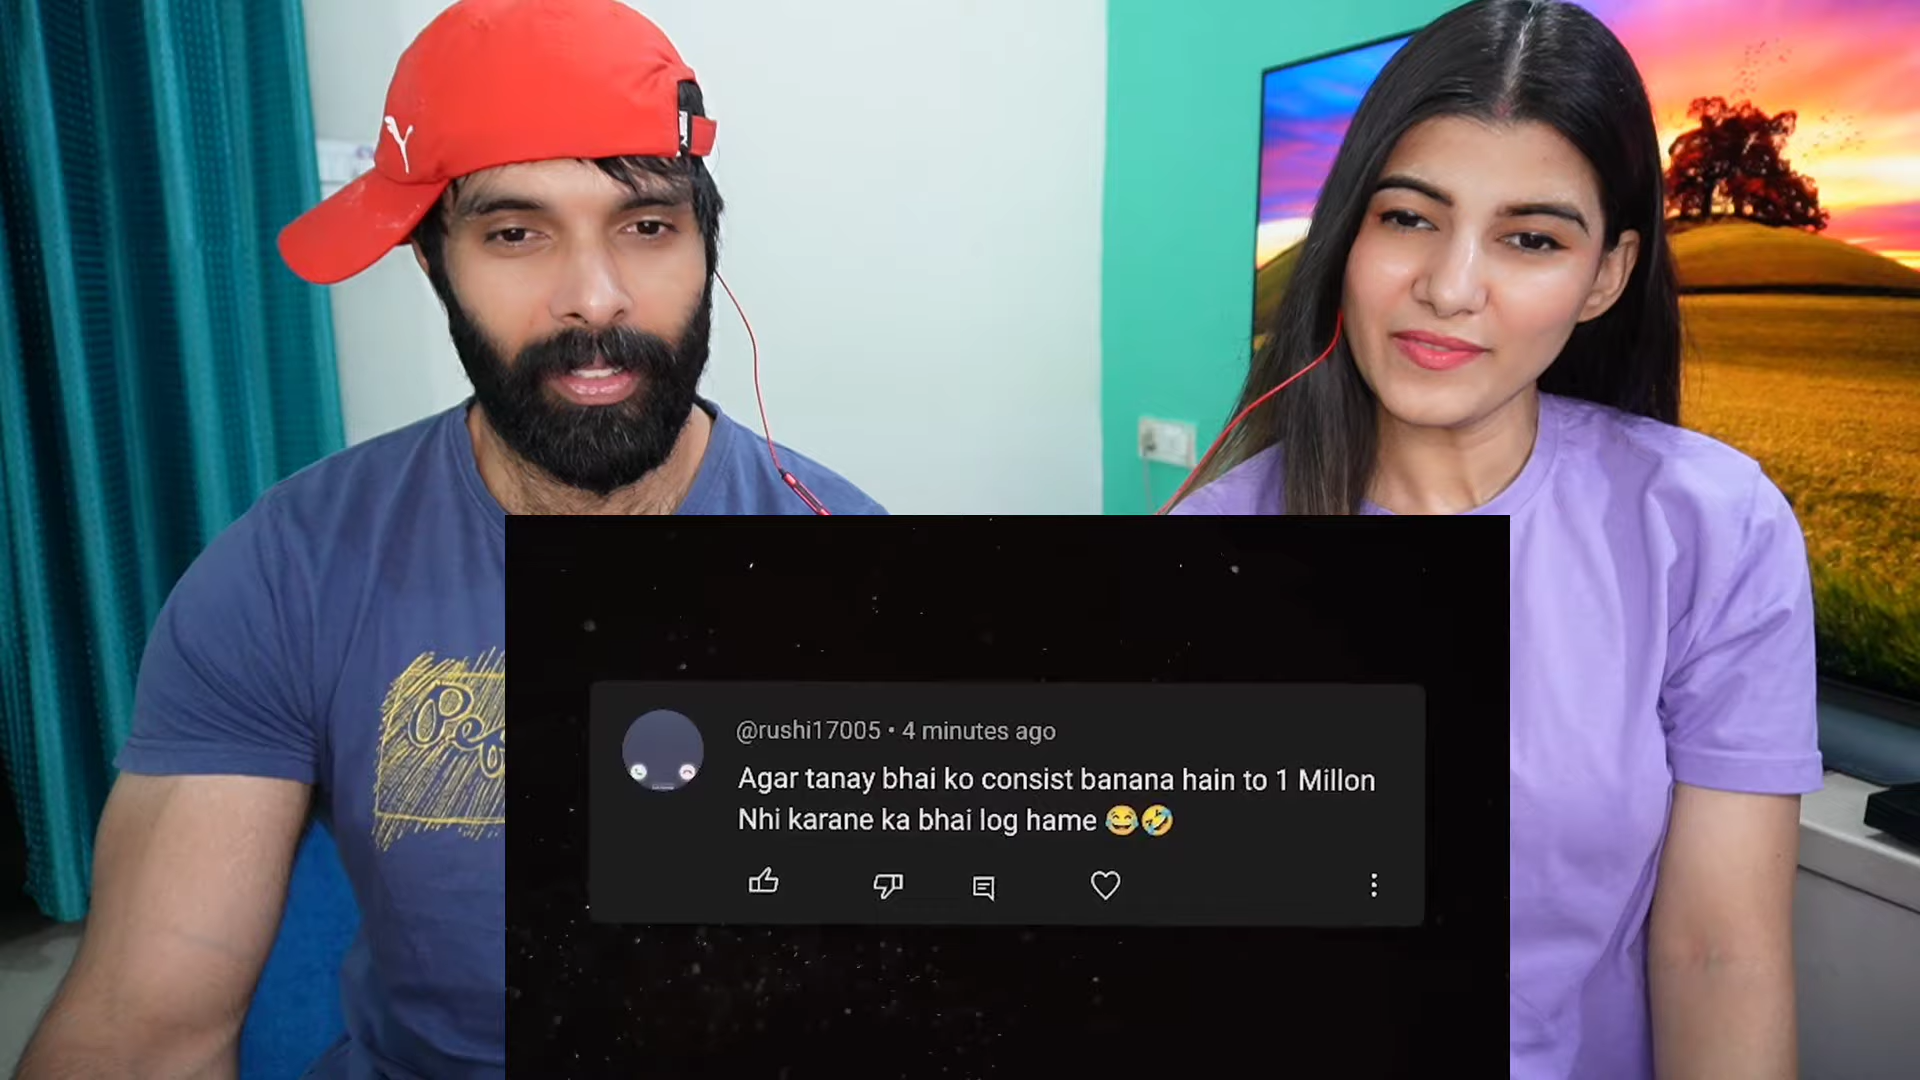 @rushi17005 • 4 minutes ago
Agar tanay bhai ko consist banana hain to 1 Millon
Nhi karane ka bhai log hame 😂🤣